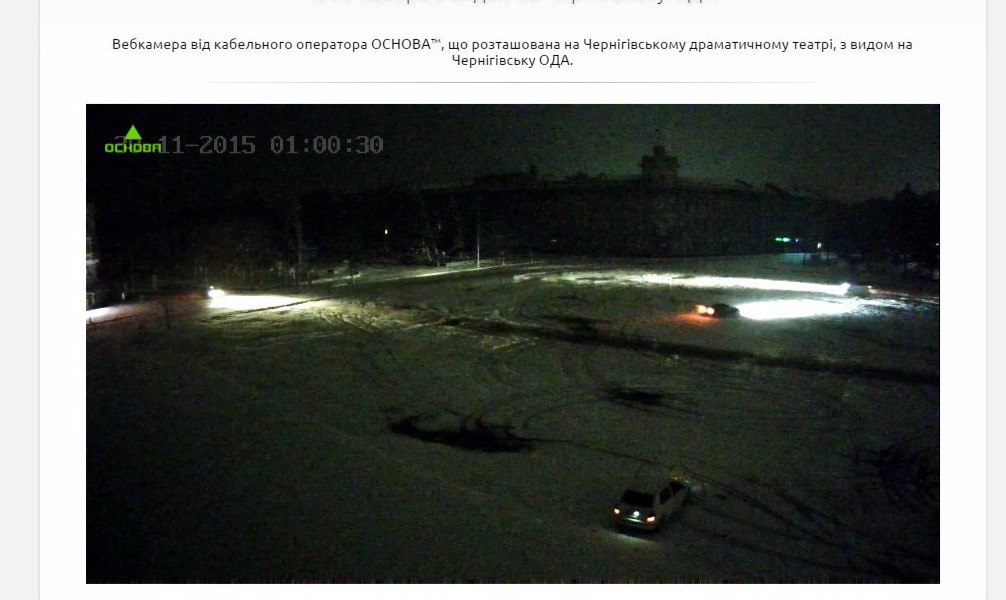 Вебкамера від кабельного оператора ОСНОВА™, що розташована на Чернігівському драматичному театрі, з видом на
Чернігівську ОДА.
11-2015 01:00:30
ОСНОВА